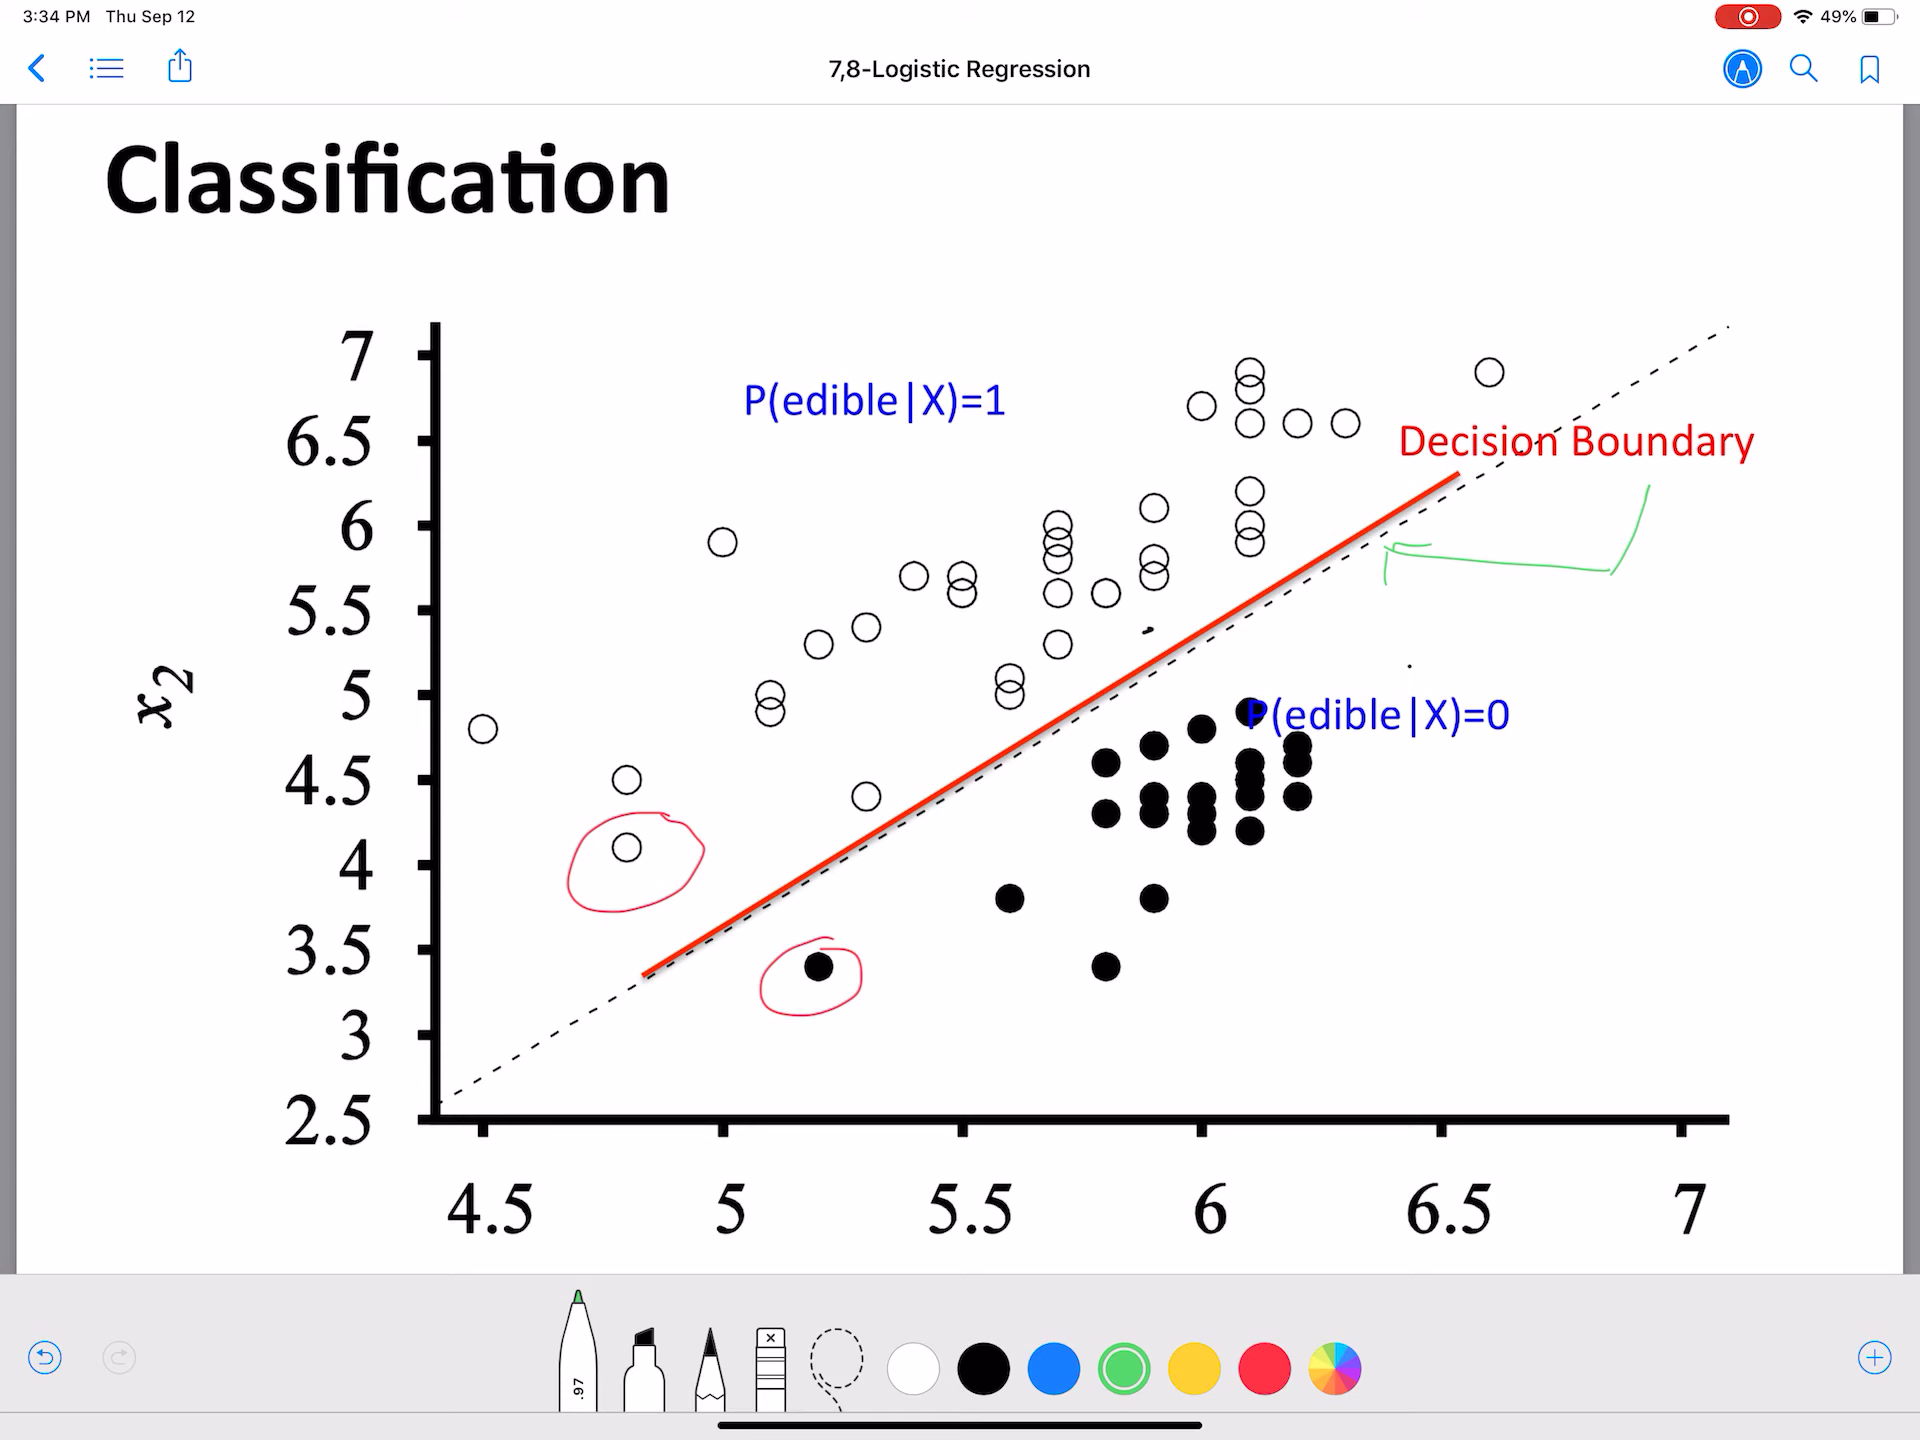 3:34 PM Thu Sep 12
49%
7,8-Logistic Regression
Classification
7
P(edible|X)=1
6.5
Decision Boundary
6
5.5
x2
5
P(edible|X)=0
4.5
4
3.5
3
2.5
4.5 5 5.5 6 6.5 7
.97